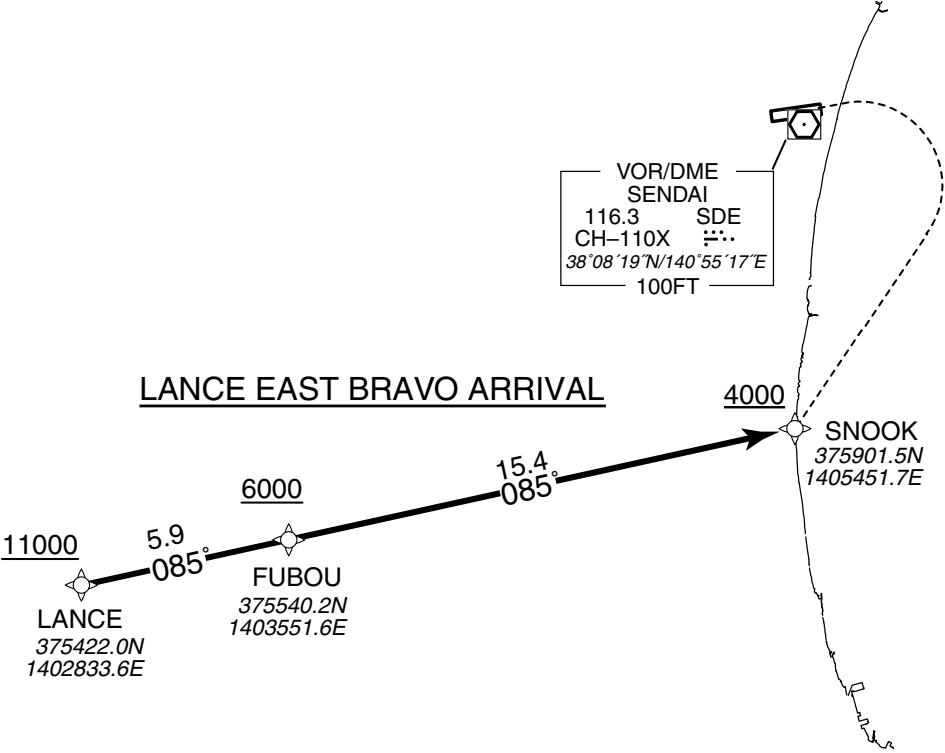 VOR/DME
SENDAI
116.3 SDE
CH–110X
38°08´19˝N/140°55´17˝E
100FT
LANCE EAST BRAVO ARRIVAL
4000
SNOOK
375901.5N
1405451.7E
15.4
085°
6000
FUBOU
375540.2N
1403551.6E
5.9
085°
11000
LANCE
375422.0N
1402833.6E